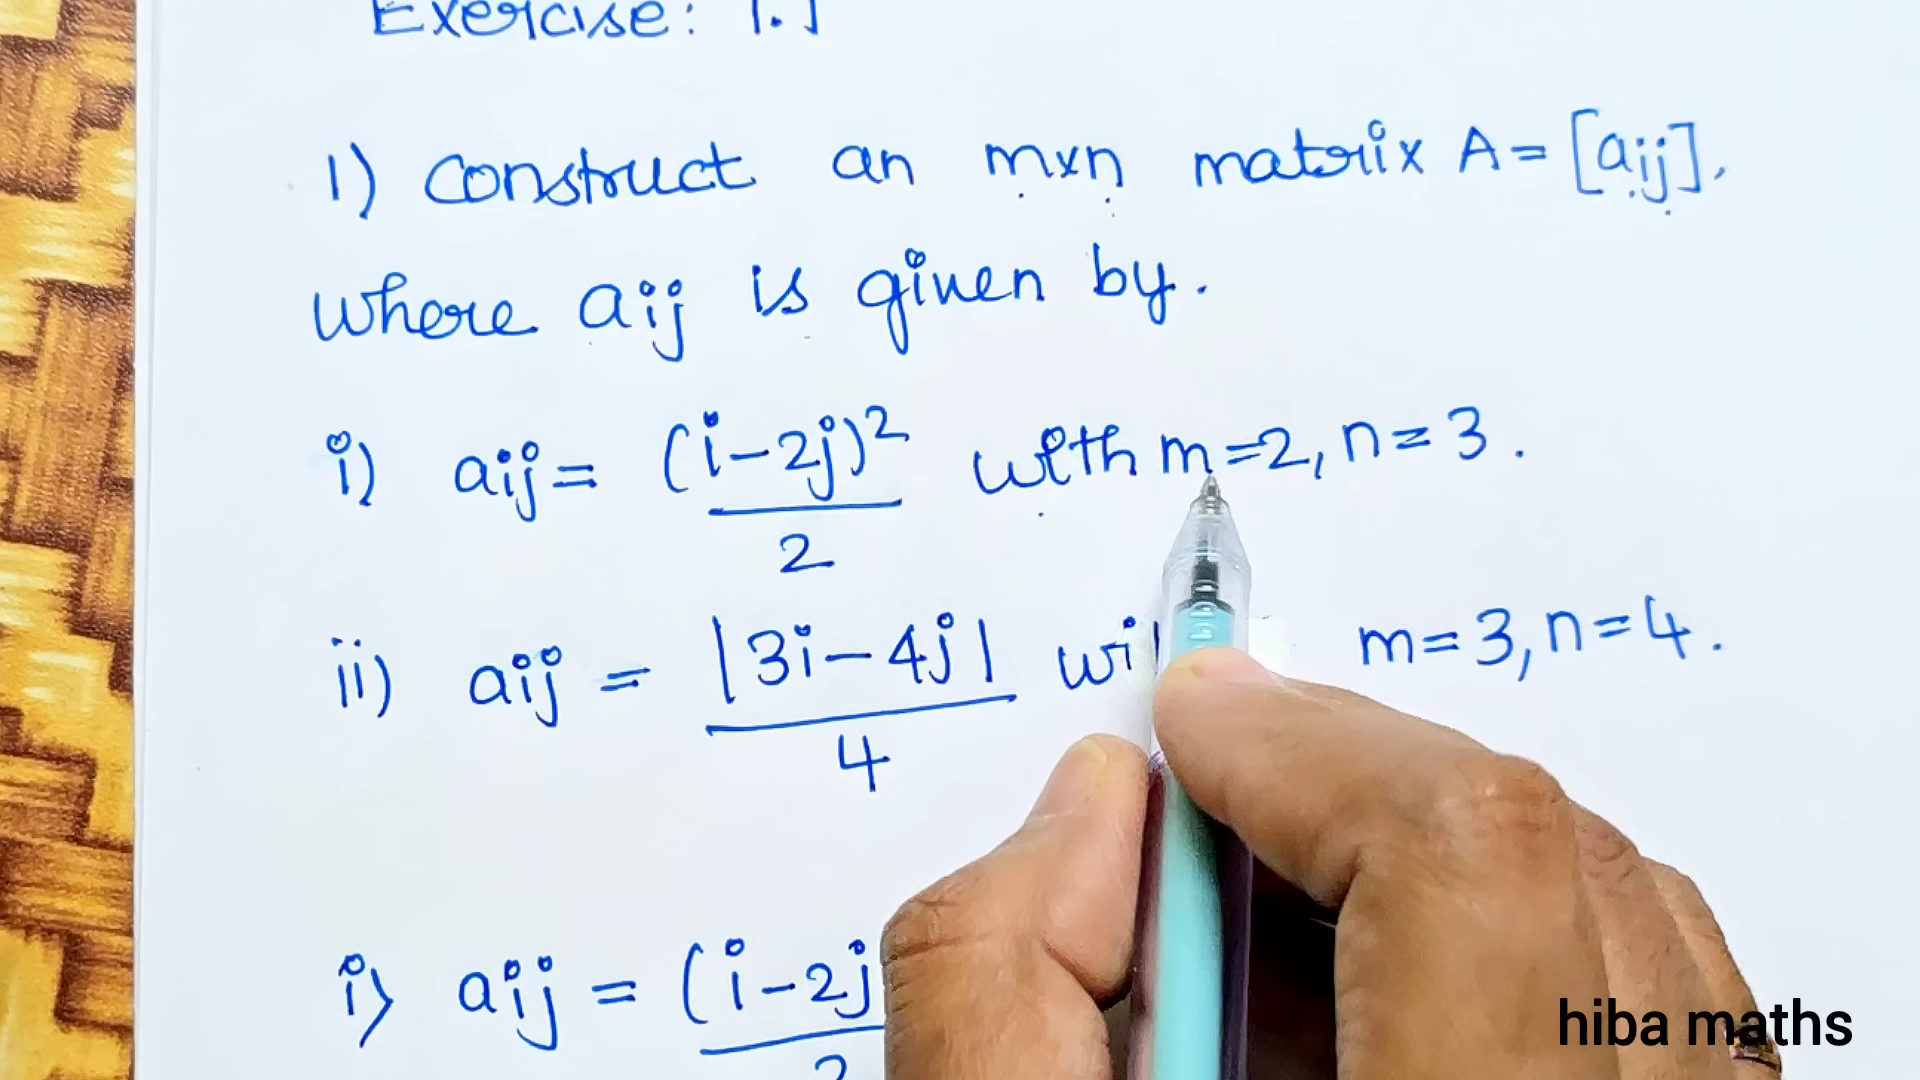 Exercise: 1.1
1) Construct an m×n matrix A = [aij],
where aij is given by.
i) aij = (i-2j)²/2 with m=2, n=3.
ii) aij = |3i-4j|/4 m=3, n=4.
i) aij = (i-2j
hiba maths